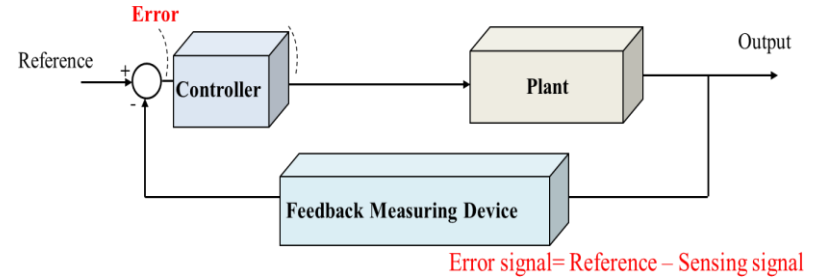 Error
Reference
Output
+
Controller
Plant
-
Feedback Measuring Device
Error signal= Reference – Sensing signal